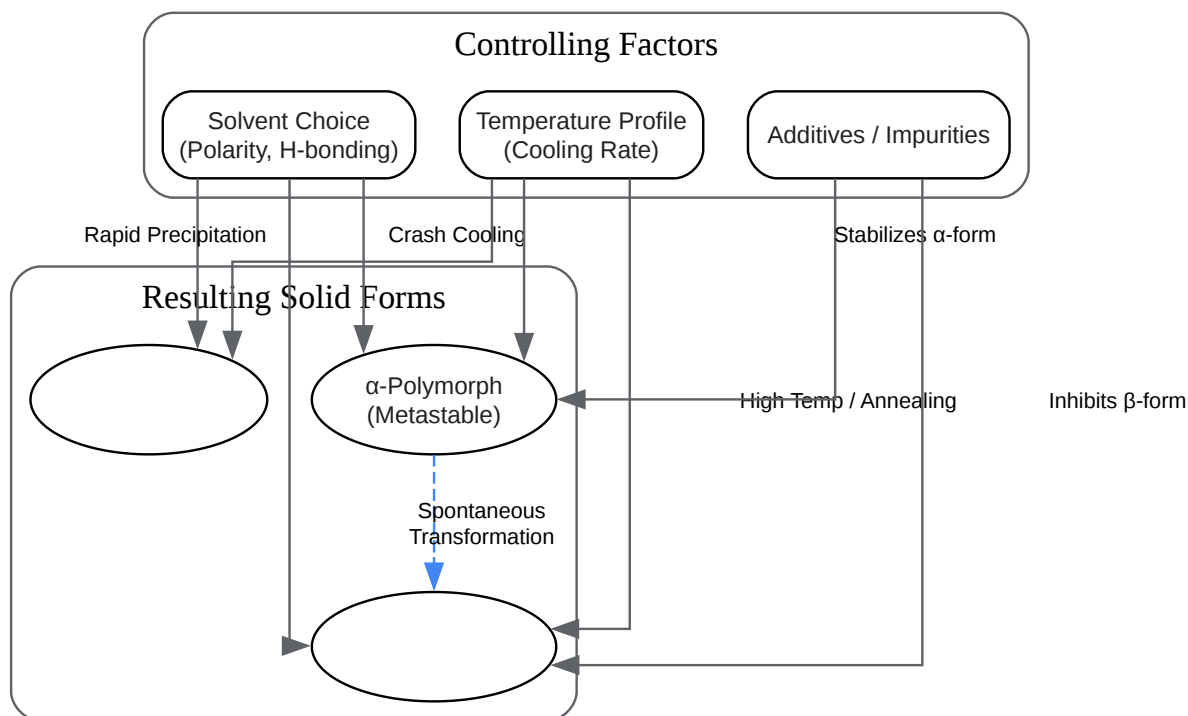 Controlling Factors
Solvent Choice
(Polarity, H-bonding)
Temperature Profile
(Cooling Rate)
Additives / Impurities
Rapid Precipitation
Crash Cooling
Stabilizes α-form
Resulting Solid Forms
α-Polymorph
(Metastable)
High Temp / Annealing
Inhibits β-form
Spontaneous
Transformation